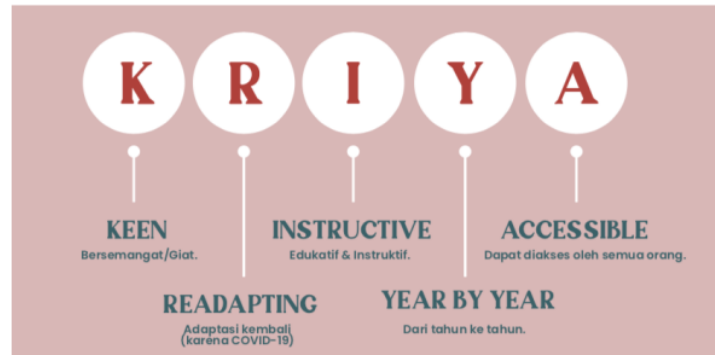 K R I Y A
KEEN
Bersemangat/Giat.
READAPTING
Adaptasi kembali
(karena COVID-19)
INSTRUCTIVE
Edukatif & Instruktif.
YEAR BY YEAR
Dari tahun ke tahun.
ACCESSIBLE
Dapat diakses oleh semua orang.